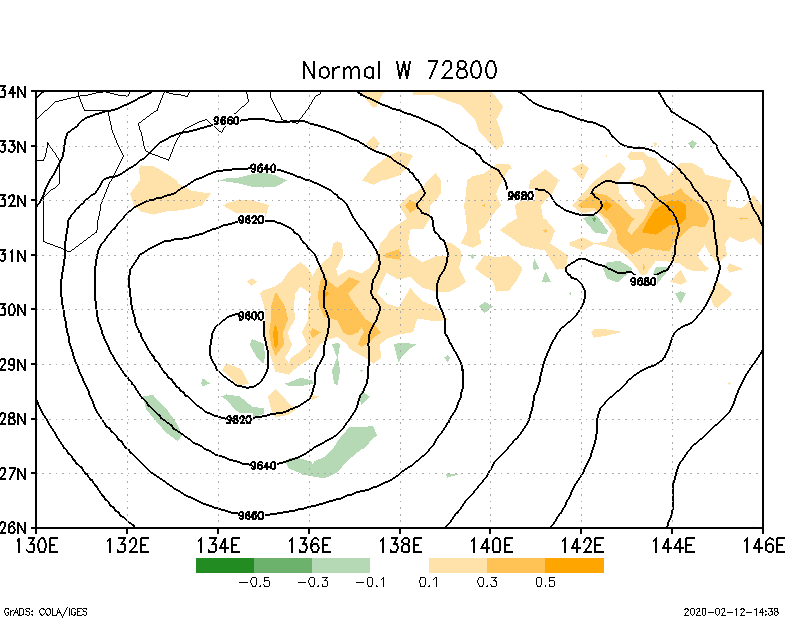 Normal W 72800
34N
33N
32N
31N
30N
29N
28N
27N
26N
9660
9640
9680
9620
9680
9600
9620
9640
9660
130E 132E 134E 136E 138E 140E 142E 144E 146E
-0.5 -0.3 -0.1 0.1 0.3 0.5
GrADS: COLA/IGES 2020-02-12-14:38